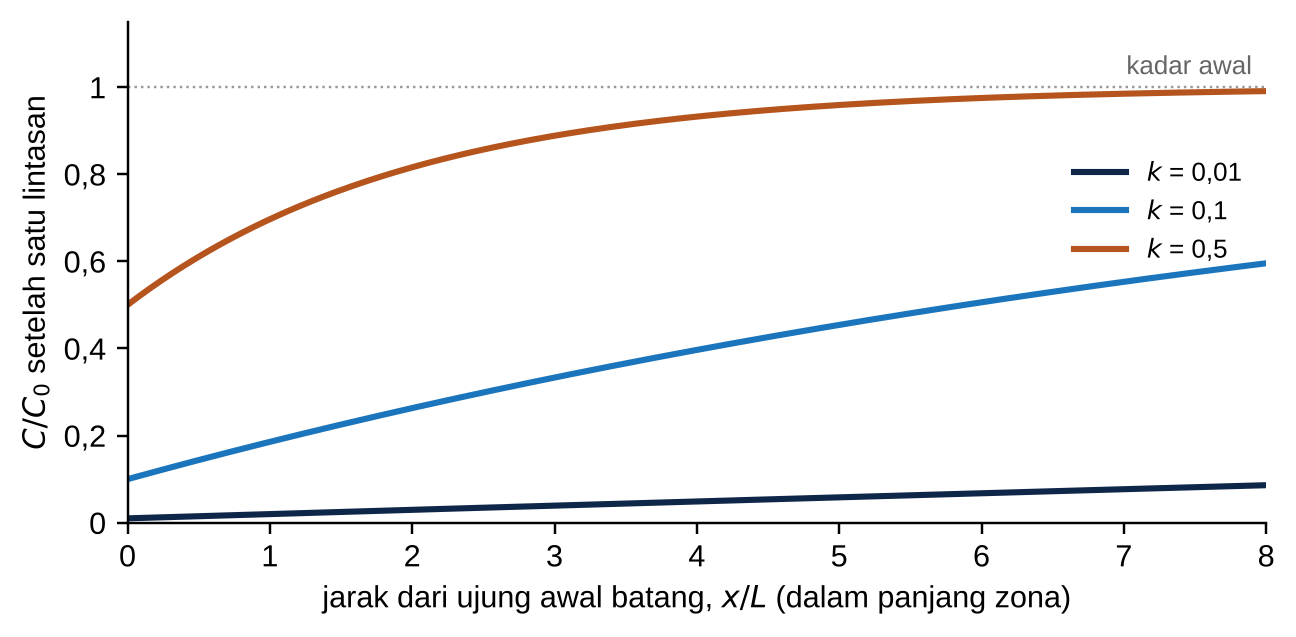 C/C₀ setelah satu lintasan
1
0,8
0,6
0,4
0,2
0
kadar awal
k = 0,01
k = 0,1
k = 0,5
0 1 2 3 4 5 6 7 8
jarak dari ujung awal batang, x/L (dalam panjang zona)